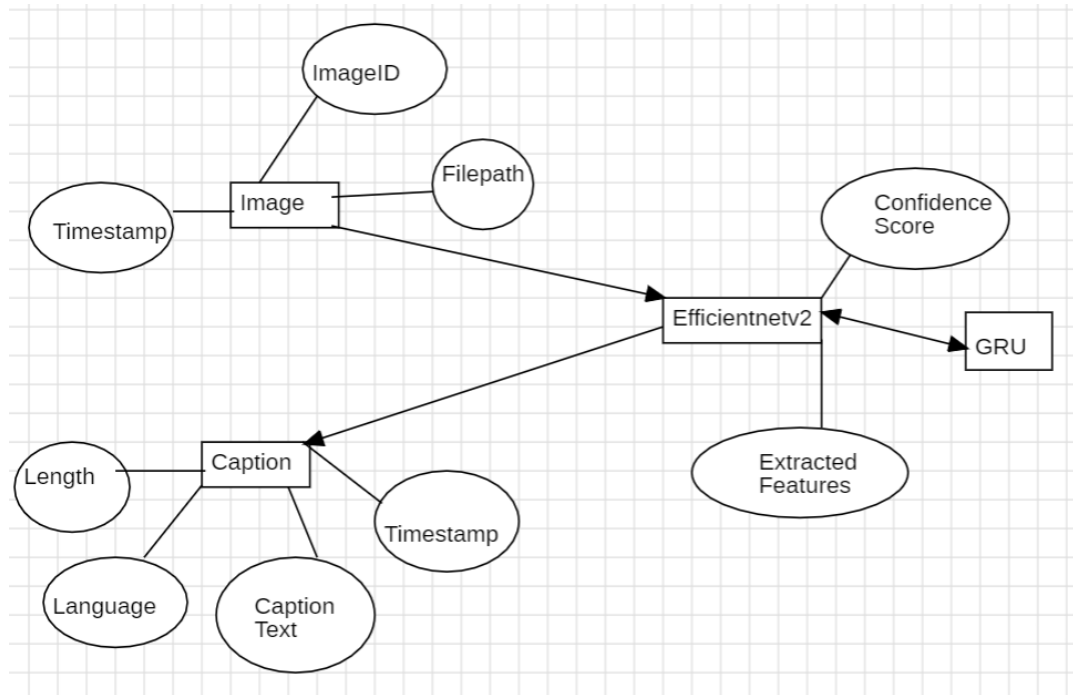 ImageID
Filepath
Image
Timestamp
Confidence
Score
Efficientnetv2
GRU
Caption
Length
Extracted
Features
Timestamp
Language
Caption
Text